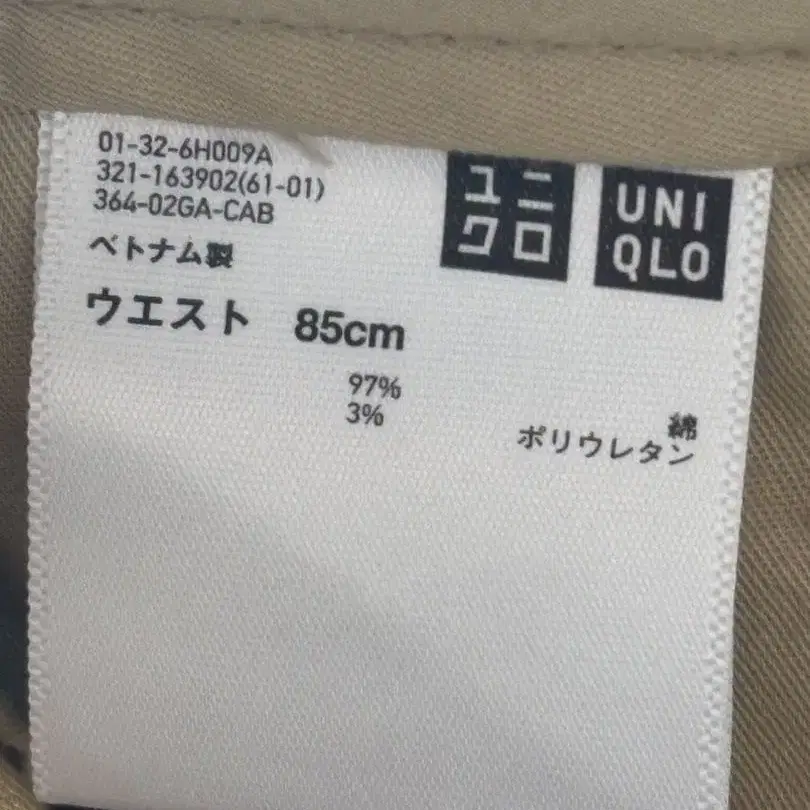 01-32-6H009A
321-163902(61-01)
364-02GA-CAB
ベトナム製
ユニ
クロ
UNI
QLO
ウエスト 85cm
97% 綿
3% ポリウレタン